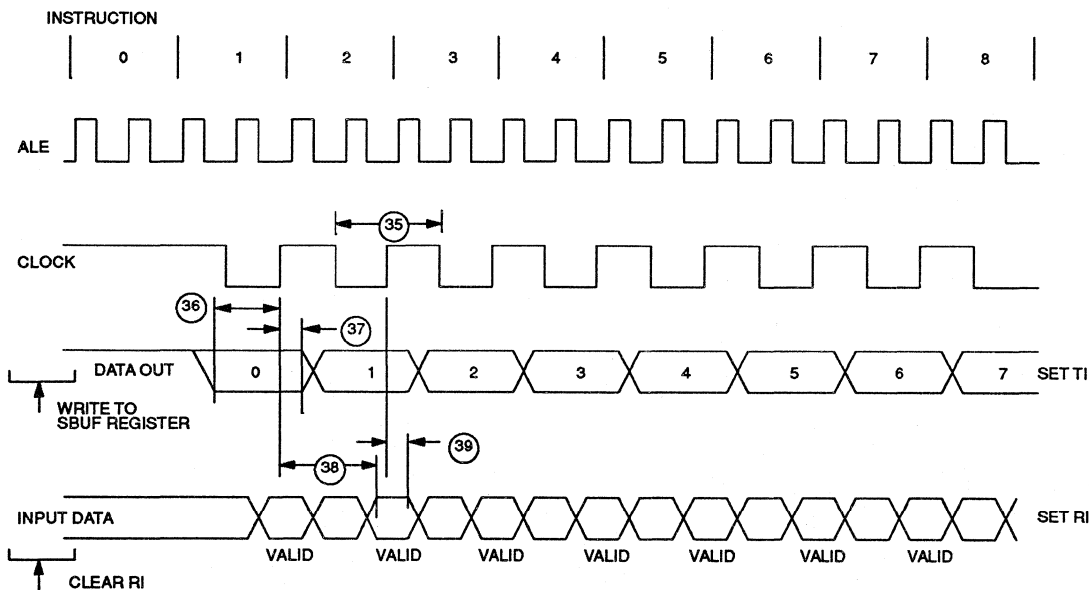 INSTRUCTION
0 1 2 3 4 5 6 7 8
ALE
35
CLOCK
36
37
DATA OUT 0 1 2 3 4 5 6 7 SET TI
WRITE TO
SBUF REGISTER
38
39
INPUT DATA SET RI
VALID VALID VALID VALID VALID VALID VALID
CLEAR RI